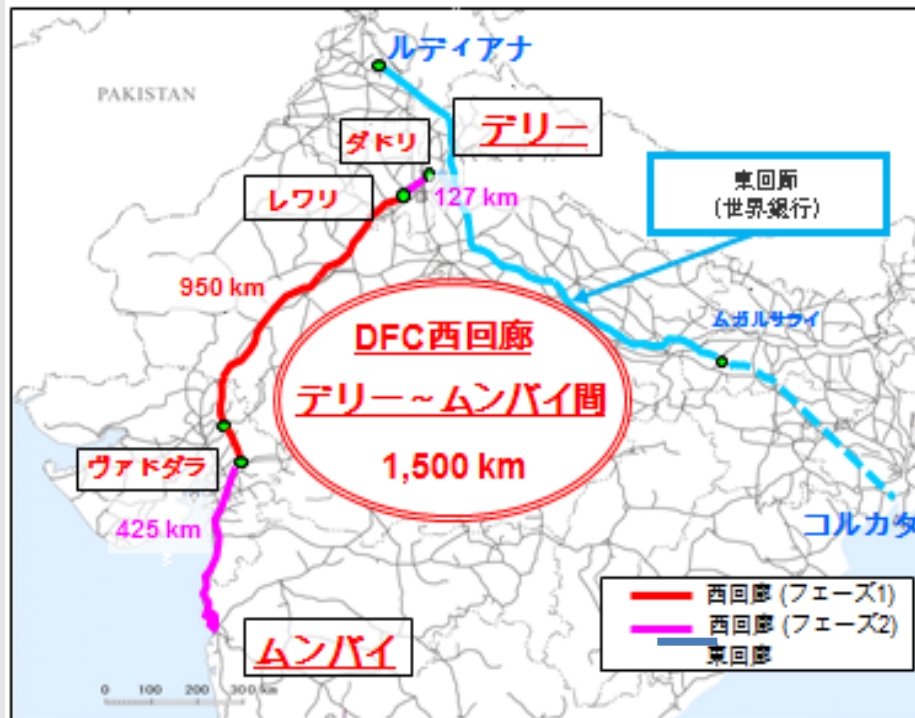 ルディアナ
PAKISTAN
デリー
ダドリ
レワリ
127 km
東回廊
(世界銀行)
950 km
ムガルサライ
DFC西回廊
デリー~ムンバイ間
1,500 km
ヴァドダラ
425 km
コルカタ
西回廊 (フェーズ1)
西回廊 (フェーズ2)
東回廊
ムンバイ
0 100 200 300 km